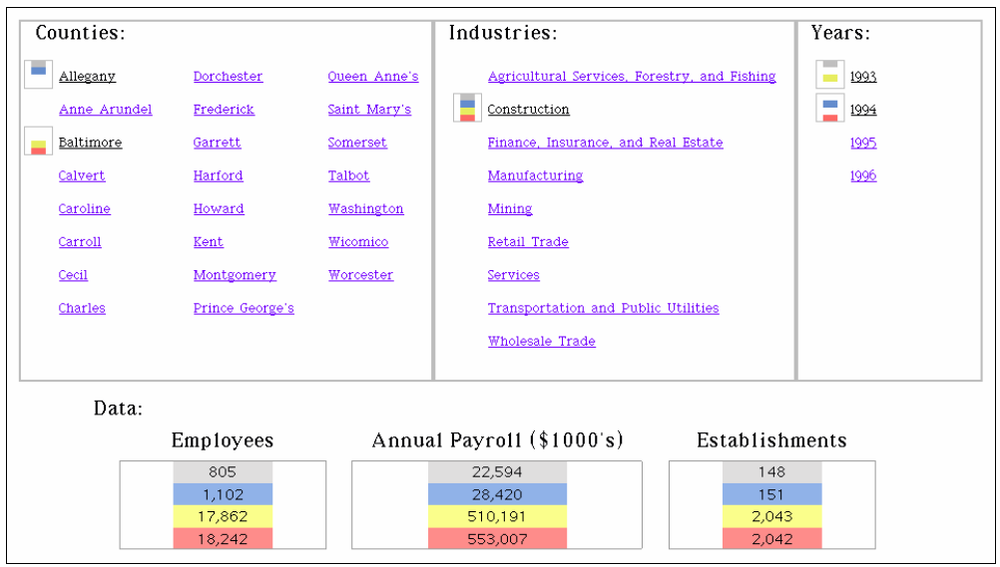 Counties: Industries: Years:
Allegany Dorchester Queen Anne's Agricultural Services, Forestry, and Fishing 1993
Anne Arundel Frederick Saint Mary's Construction 1994
Baltimore Garrett Somerset Finance, Insurance, and Real Estate 1995
Calvert Harford Talbot Manufacturing 1996
Caroline Howard Washington Mining
Carroll Kent Wicomico Retail Trade
Cecil Montgomery Worcester Services
Charles Prince George's Transportation and Public Utilities
Wholesale Trade
Data:
Employees Annual Payroll ($1000's) Establishments
805 22,594 148
1,102 28,420 151
17,862 510,191 2,043
18,242 553,007 2,042